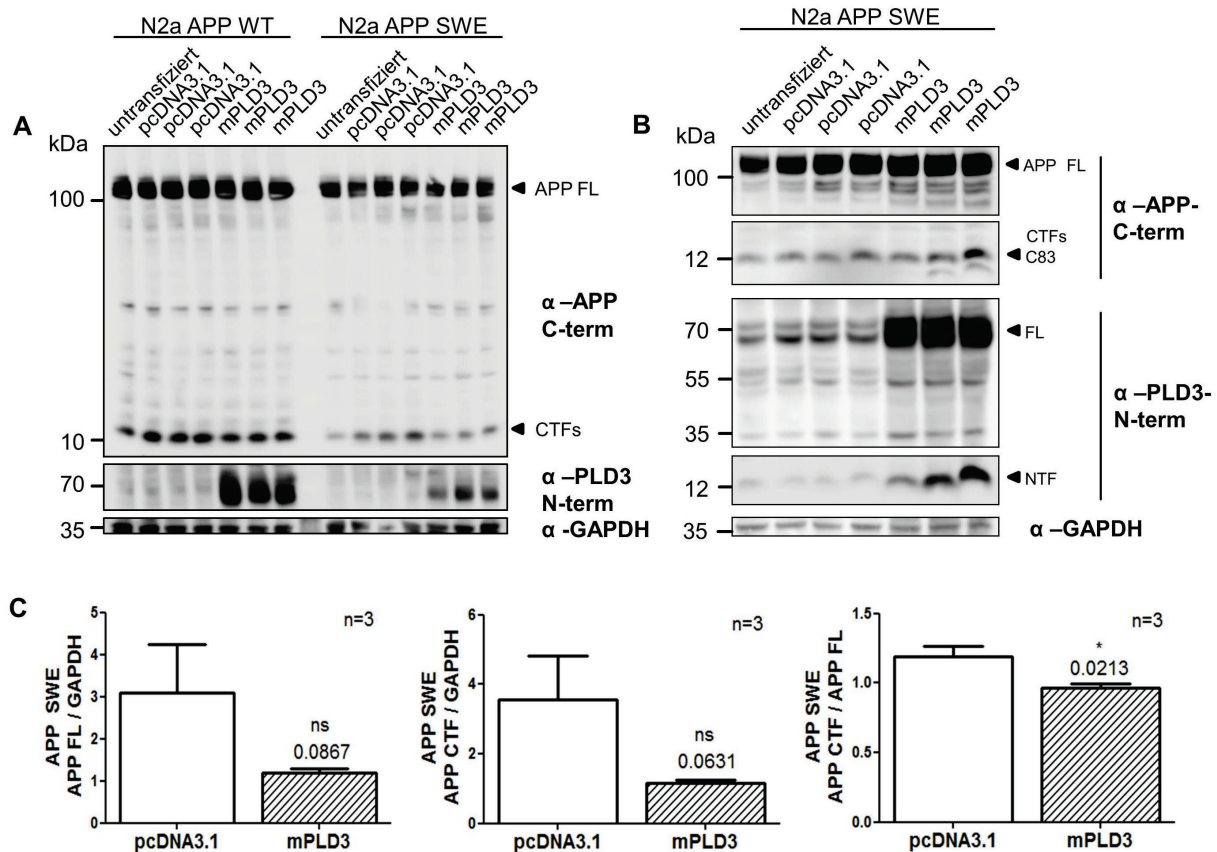 N2a APP WT
N2a APP SWE
untransfiziert
pcDNA3.1
pcDNA3.1
pcDNA3.1
mPLD3
mPLD3
mPLD3
untransfiziert
pcDNA3.1
pcDNA3.1
pcDNA3.1
mPLD3
mPLD3
mPLD3
A
kDa
100
APP FL
α –APP
C-term
10
CTFs
70
α –PLD3
N-term
35
α -GAPDH
N2a APP SWE
untransfiziert
pcDNA3.1
pcDNA3.1
pcDNA3.1
mPLD3
mPLD3
mPLD3
B
kDa
100
APP FL
α –APP-
C-term
CTFs
12
C83
70
FL
55
α –PLD3-
N-term
35
12
NTF
35
α –GAPDH
C
APP SWE
APP FL / GAPDH
5
4
3
2
1
0
n=3
ns
0.0867
pcDNA3.1
mPLD3
APP SWE
APP CTF / GAPDH
6
4
2
0
n=3
ns
0.0631
pcDNA3.1
mPLD3
APP SWE
APP CTF / APP FL
1.5
1.0
0.5
0.0
n=3
*
0.0213
pcDNA3.1
mPLD3